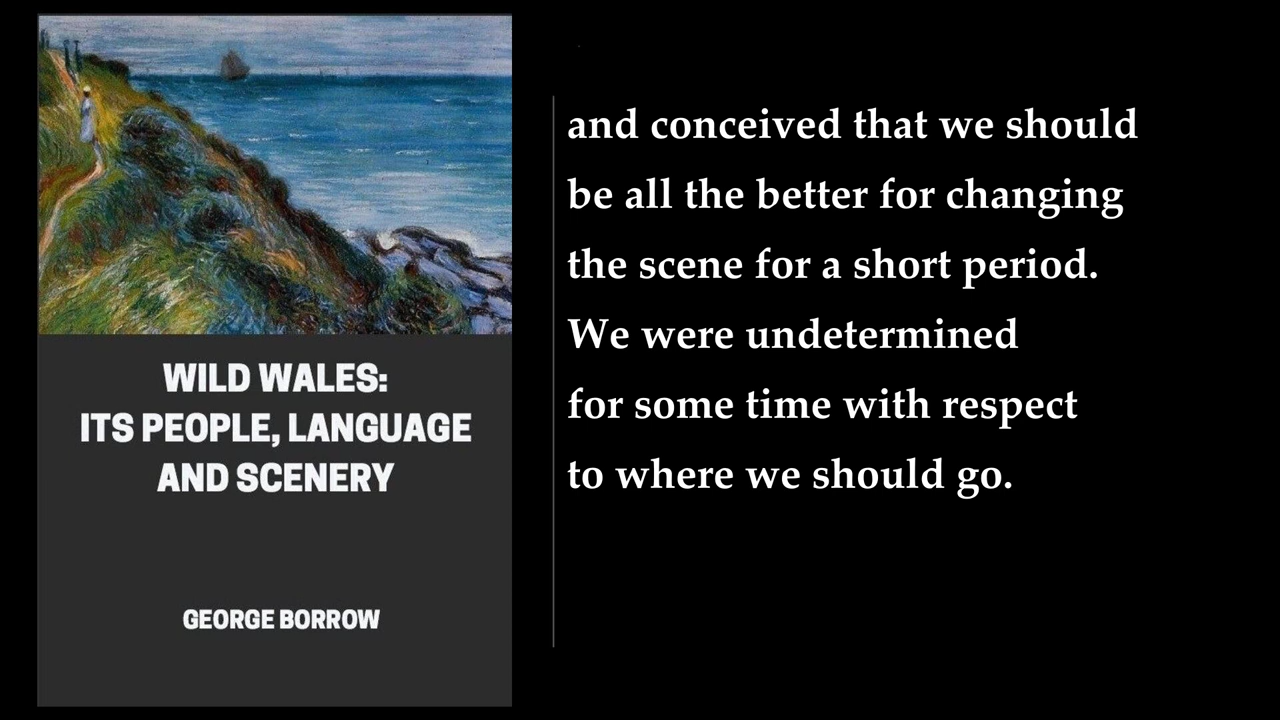 WILD WALES:
ITS PEOPLE, LANGUAGE
AND SCENERY
GEORGE BORROW
and conceived that we should
be all the better for changing
the scene for a short period.
We were undetermined
for some time with respect
to where we should go.